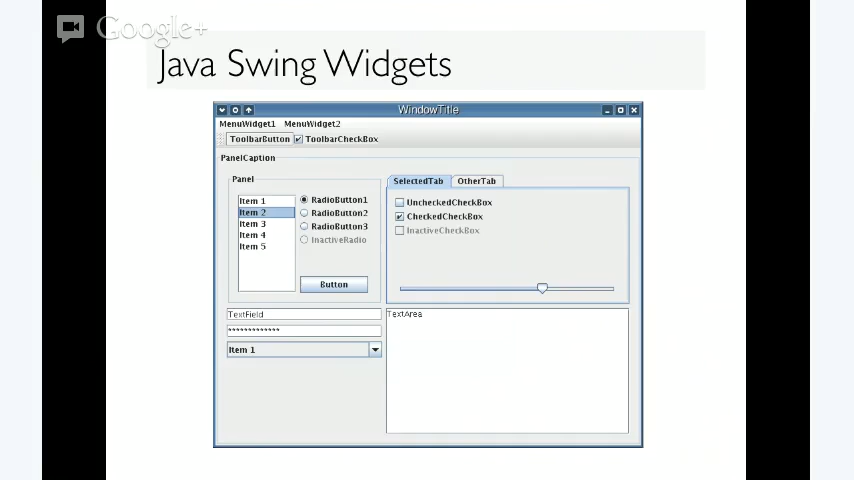 Google+
Java Swing Widgets
WindowTitle
MenuWidget1 MenuWidget2
ToolbarButton ToolbarCheckBox
PanelCaption
Panel
Item 1
Item 2
Item 3
Item 4
Item 5
RadioButton1
RadioButton2
RadioButton3
InactiveRadio
Button
SelectedTab OtherTab
UncheckedCheckBox
CheckedCheckBox
InactiveCheckBox
TextField
*************
Item 1
TextArea